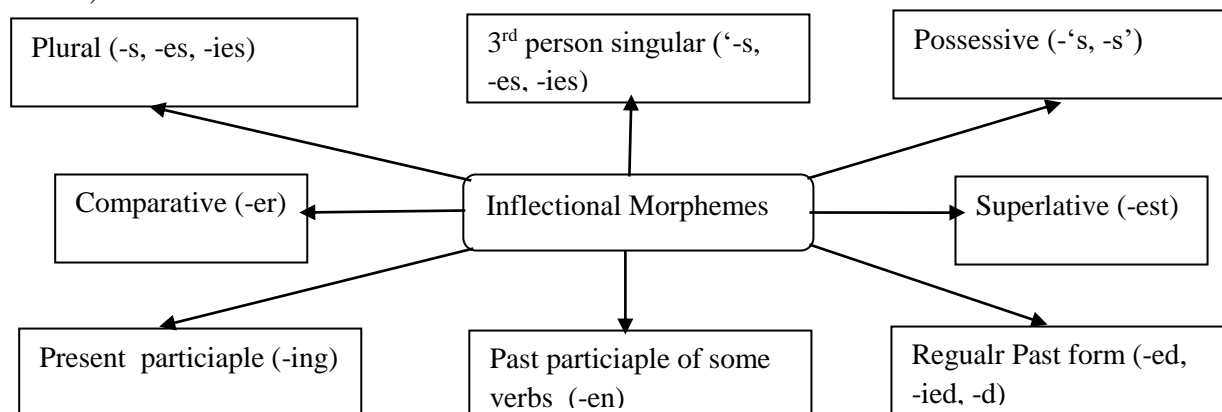 Plural (-s, -es, -ies)
3rd person singular (‘-s,
-es, -ies)
Possessive (-‘s, -s’)
Comparative (-er)
Inflectional Morphemes
Superlative (-est)
Present particiaple (-ing)
Past particiaple of some
verbs (-en)
Regualr Past form (-ed,
-ied, -d)